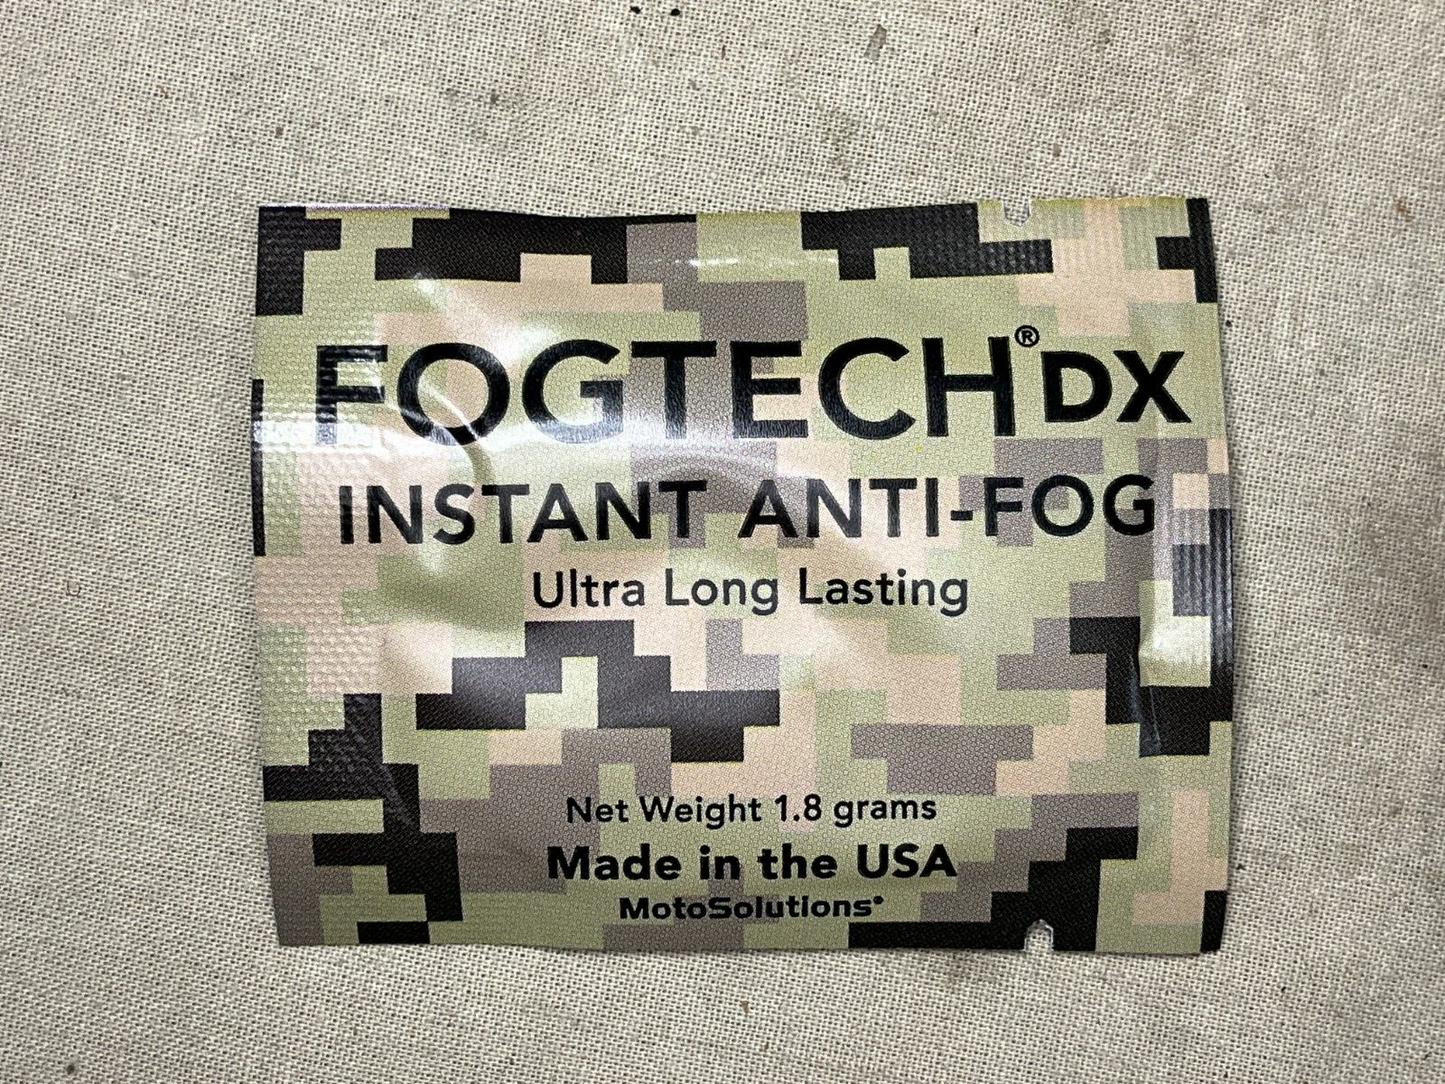 FOGTECH® DX
INSTANT ANTI-FOG
Ultra Long Lasting
Net Weight 1.8 grams
Made in the USA
MotoSolutions®